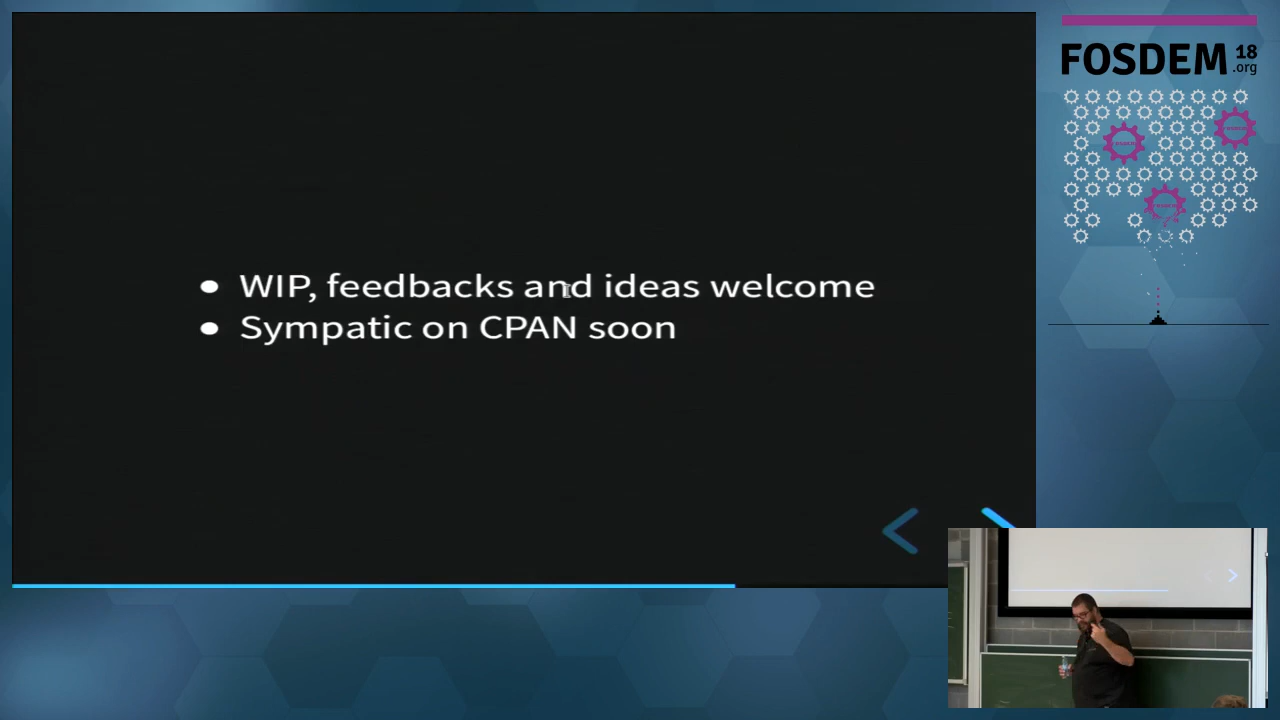 WIP, feedbacks and ideas welcome
Sympatic on CPAN soon
FOSDEM 18
.org